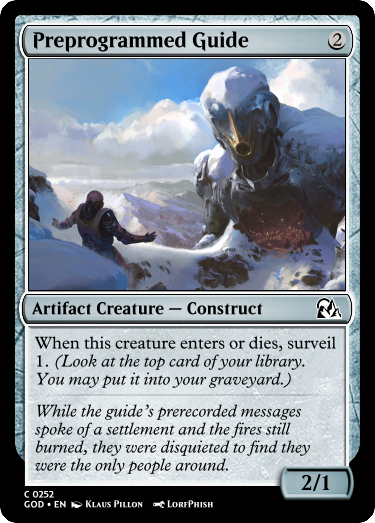 Preprogrammed Guide 2
Artifact Creature — Construct
When this creature enters or dies, surveil
1. (Look at the top card of your library.
You may put it into your graveyard.)
While the guide's prerecorded messages
spoke of a settlement and the fires still
burned, they were disquieted to find they
were the only people around.
2/1
C 0252
GOD • EN Klaus Pillon LorfPhish